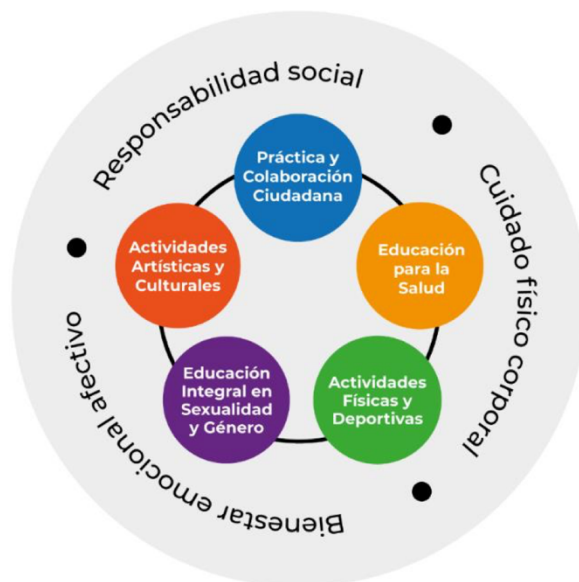 Responsabilidad social
Cuidado físico corporal
Bienestar emocional afectivo
Práctica y
Colaboración
Ciudadana
Educación
para la
Salud
Actividades
Físicas y
Deportivas
Educación
Integral en
Sexualidad
y Género
Actividades
Artísticas y
Culturales